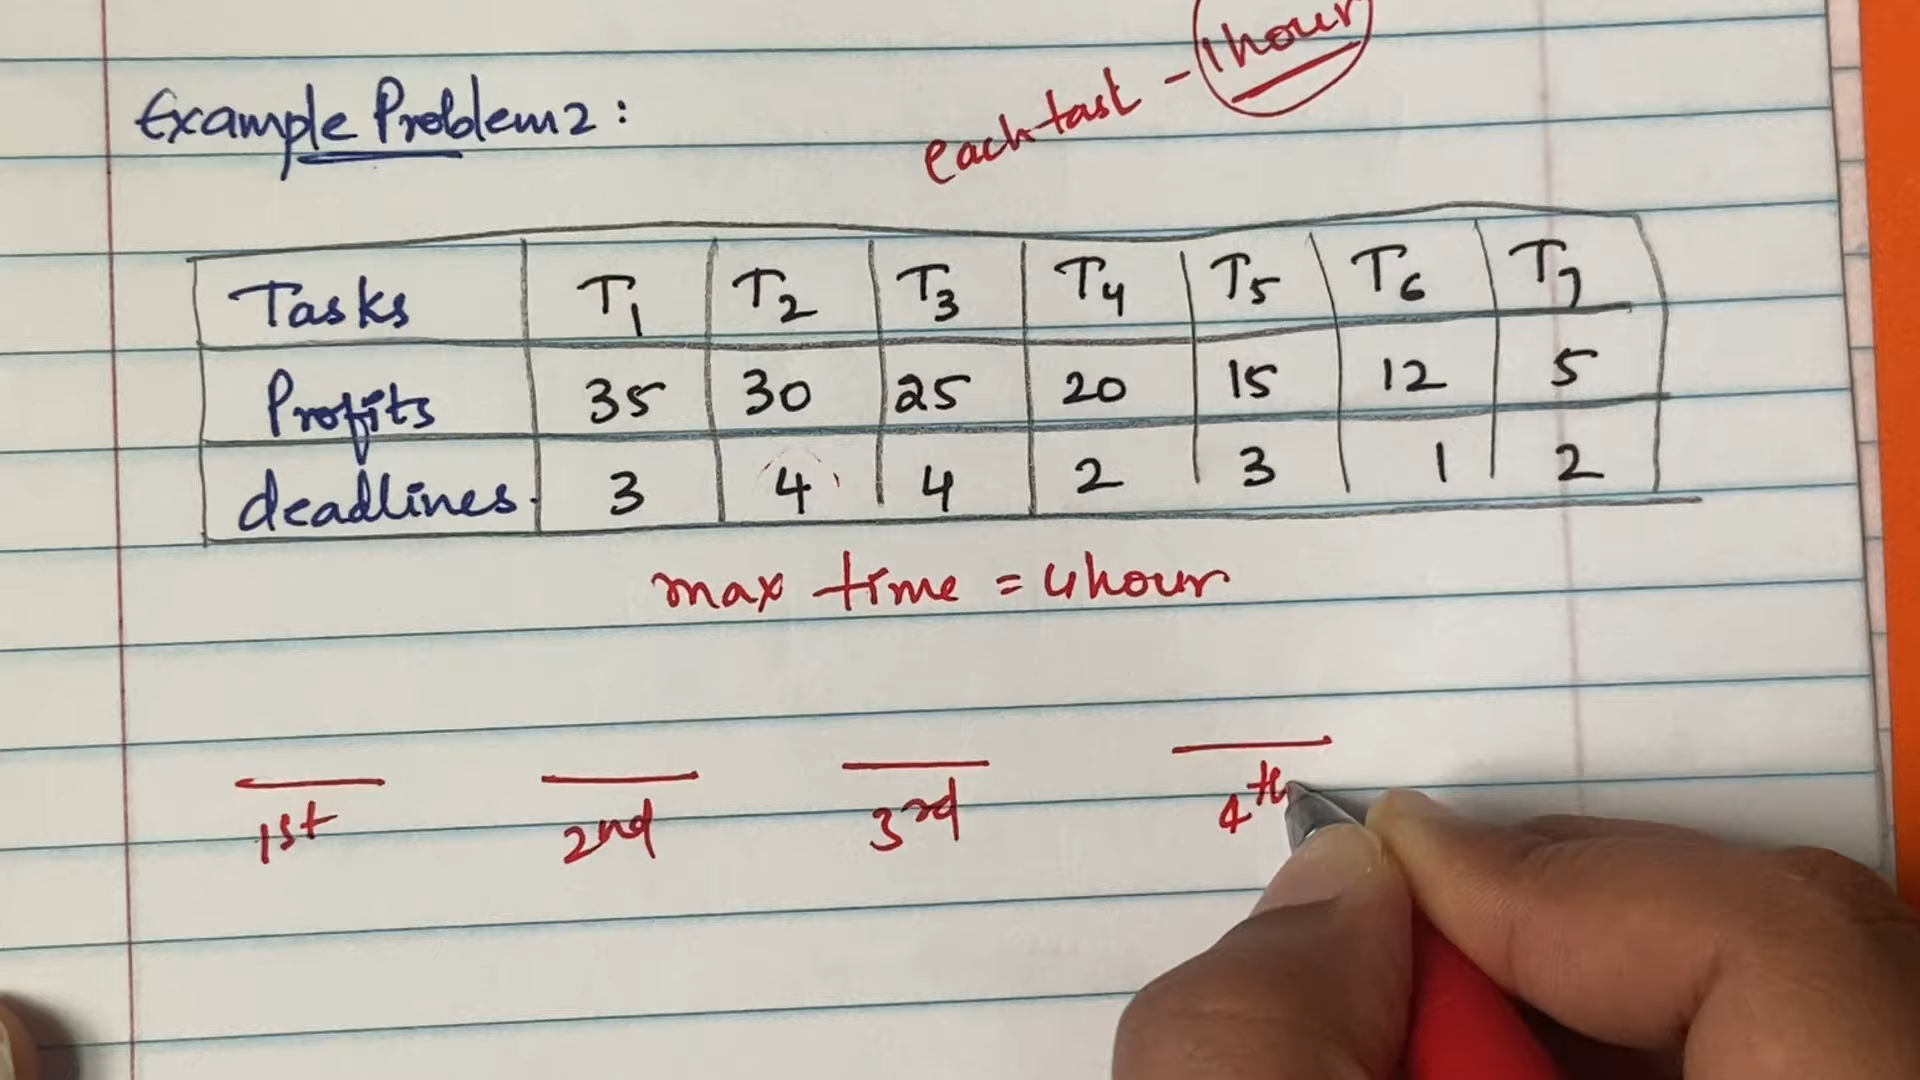 each tast - 1hour
Example Problem2:
Tasks T1 T2 T3 T4 T5 T6 T7
Profits 35 30 25 20 15 12 5
deadlines. 3 4 4 2 3 1 2
max time = 4hour
1st 2nd 3rd 4th